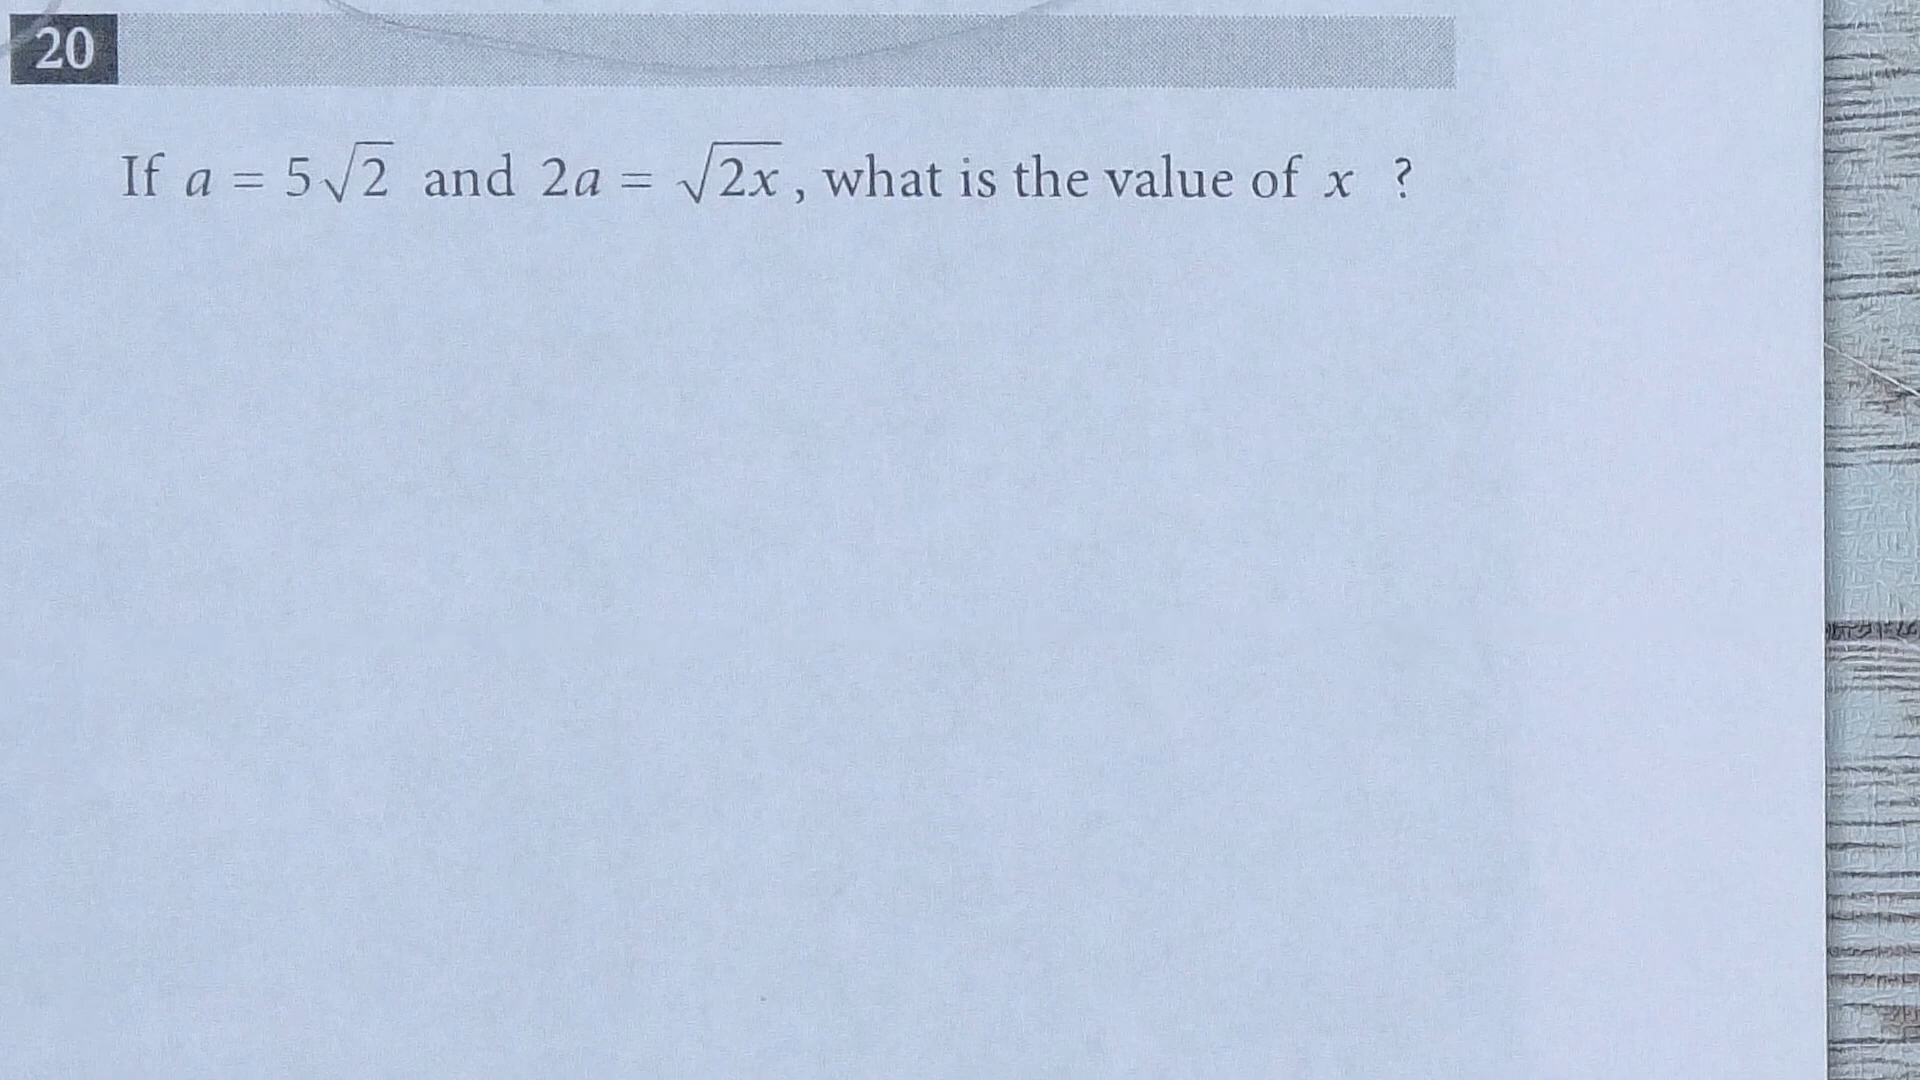 20
If a = 5√2 and 2a = √2x, what is the value of x ?